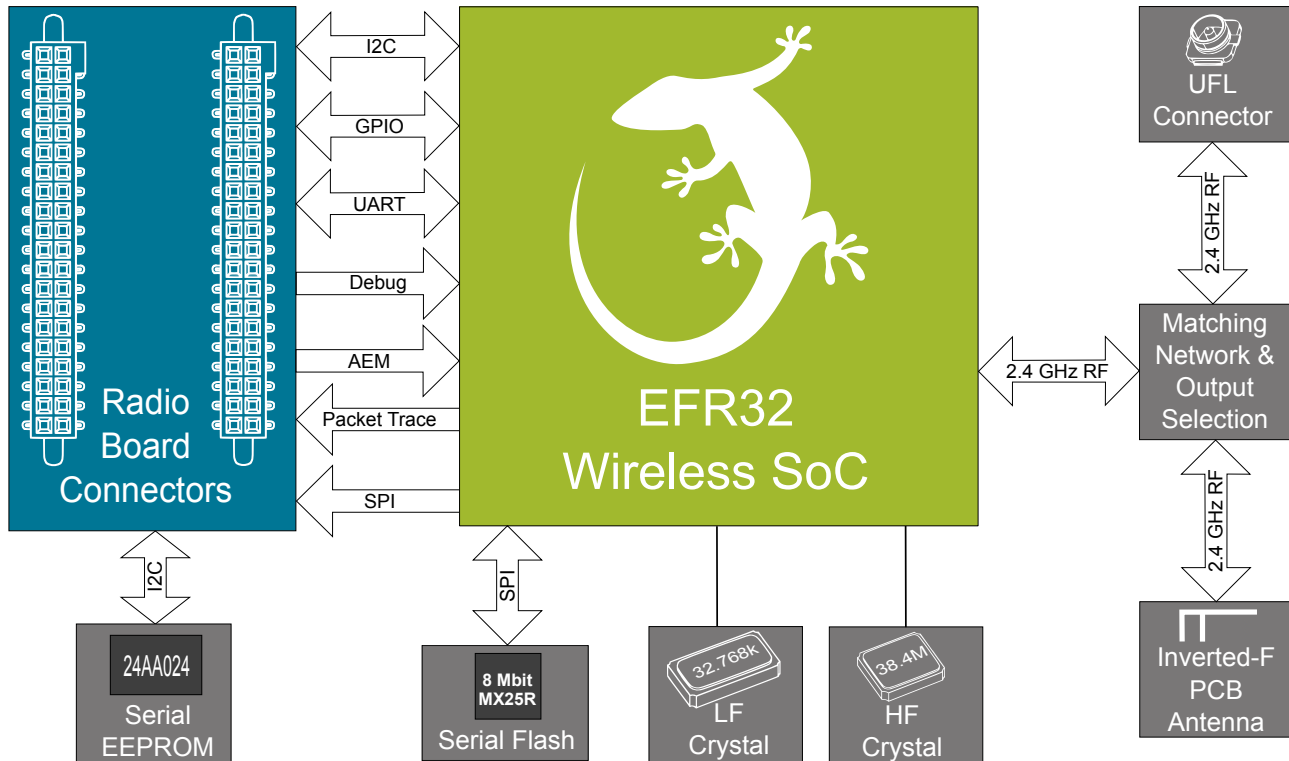 Radio
Board
Connectors
I2C
GPIO
UART
Debug
AEM
Packet Trace
SPI
EFR32
Wireless SoC
2.4 GHz RF
UFL
Connector
2.4 GHz RF
Matching
Network &
Output
Selection
2.4 GHz RF
Inverted-F
PCB
Antenna
I2C
24AA024
Serial
EEPROM
SPI
8 Mbit
MX25R
Serial Flash
32.768k
LF
Crystal
38.4M
HF
Crystal